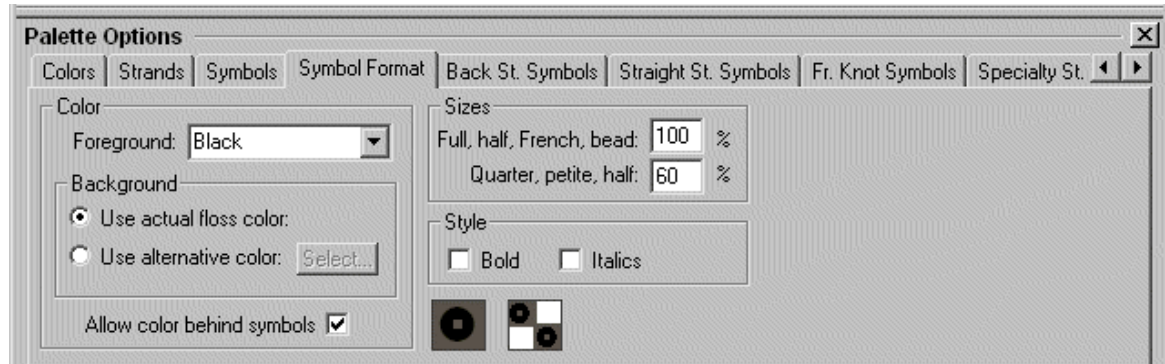 Palette Options
Colors Strands Symbols Symbol Format Back St. Symbols Straight St. Symbols Fr. Knot Symbols Specialty St.
Color
Foreground: Black
Background
Use actual floss color:
Use alternative color: Select...
Allow color behind symbols
Sizes
Full, half, French, bead: 100 %
Quarter, petite, half: 60 %
Style
Bold Italics